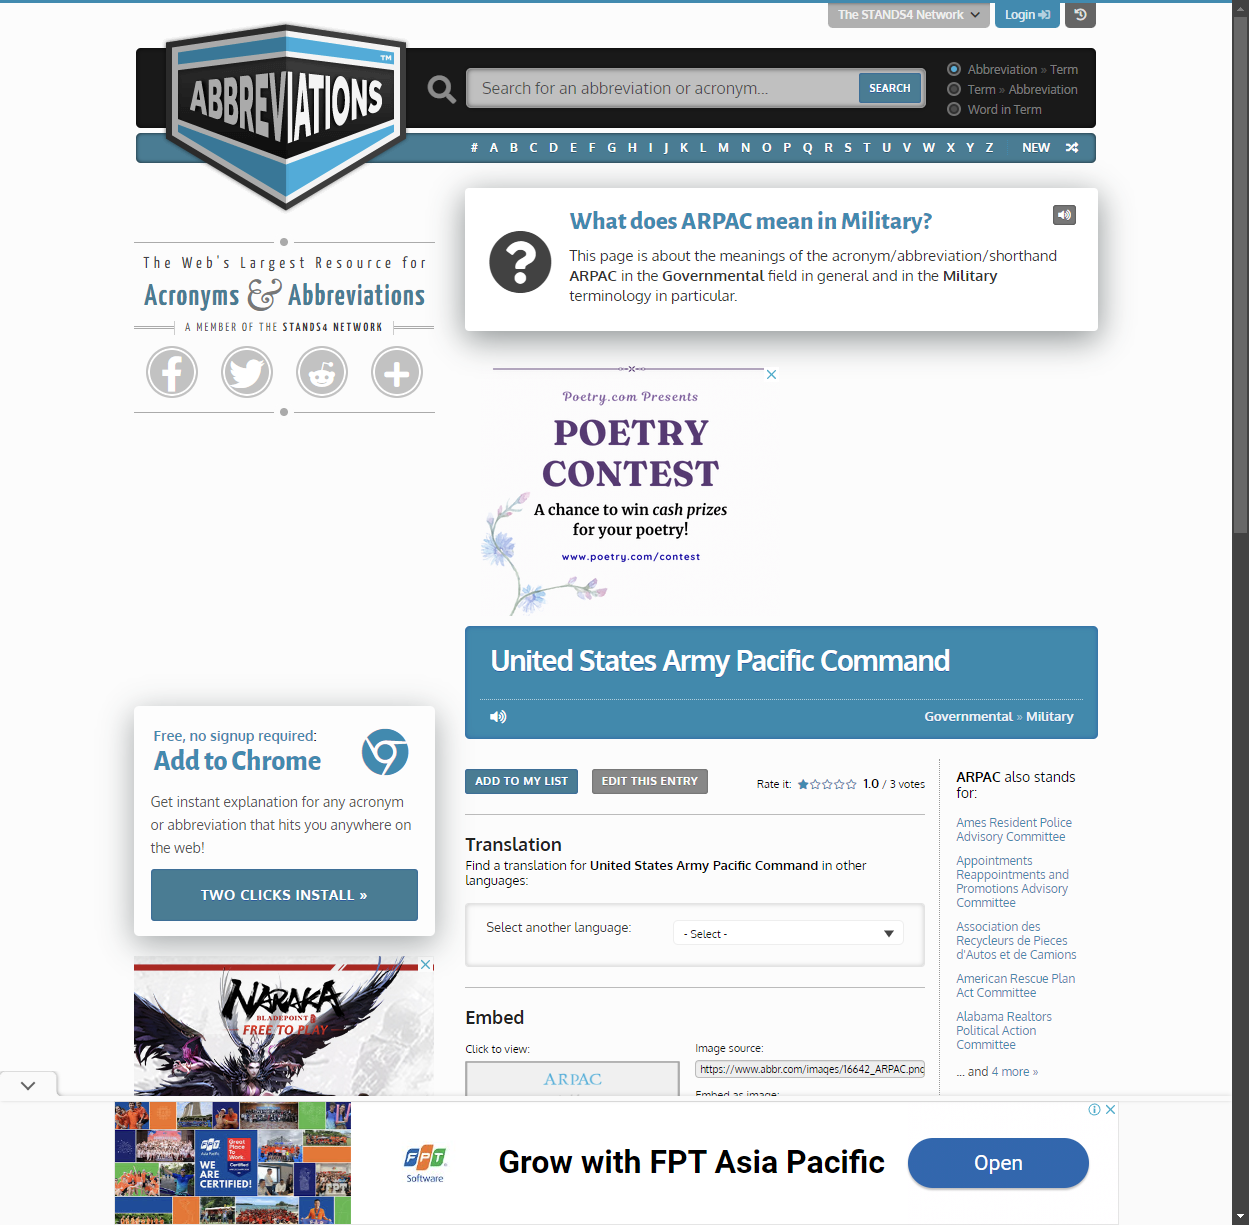 The STANDS4 Network
Login
ABBREVIATIONS™
Search for an abbreviation or acronym...
SEARCH
Abbreviation » Term
Term » Abbreviation
Word in Term
# A B C D E F G H I J K L M N O P Q R S T U V W X Y Z NEW
The Web's Largest Resource for
Acronyms & Abbreviations
A MEMBER OF THE STANDS4 NETWORK
What does ARPAC mean in Military?
This page is about the meanings of the acronym/abbreviation/shorthand
ARPAC in the Governmental field in general and in the Military
terminology in particular.
Poetry.com Presents
POETRY
CONTEST
A chance to win cash prizes
for your poetry!
www.poetry.com/contest
United States Army Pacific Command
Governmental » Military
Free, no signup required:
Add to Chrome
Get instant explanation for any acronym
or abbreviation that hits you anywhere on
the web!
TWO CLICKS INSTALL »
NARAKA
BLADEPOINT
FREE TO PLAY
ADD TO MY LIST
EDIT THIS ENTRY
Rate it: 1.0 / 3 votes
Translation
Find a translation for United States Army Pacific Command in other
languages:
Select another language:
- Select -
Embed
Click to view:
ARPAC
Image source:
https://www.abbr.com/images/16642_ARPAC.png
Embed as image:
ARPAC also stands
for:
Ames Resident Police
Advisory Committee
Appointments
Reappointments and
Promotions Advisory
Committee
Association des
Recycleurs de Pieces
d'Autos et de Camions
American Rescue Plan
Act Committee
Alabama Realtors
Political Action
Committee
... and 4 more »
FPT
Asia Pacific
Great
Place
To
Work
Certified
WE ARE
CERTIFIED!
FPT
Software
Grow with FPT Asia Pacific
Open